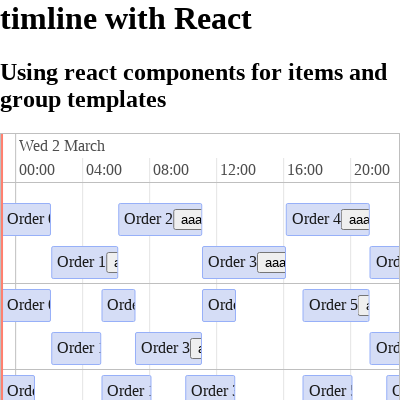 timline with React
Using react components for items and
group templates
Wed 2 March
00:00 04:00 08:00 12:00 16:00 20:00
Order 2 aaa Order 4 aaa
Order 1 Order 3 aaa
Order 5
Order 3
Order Order